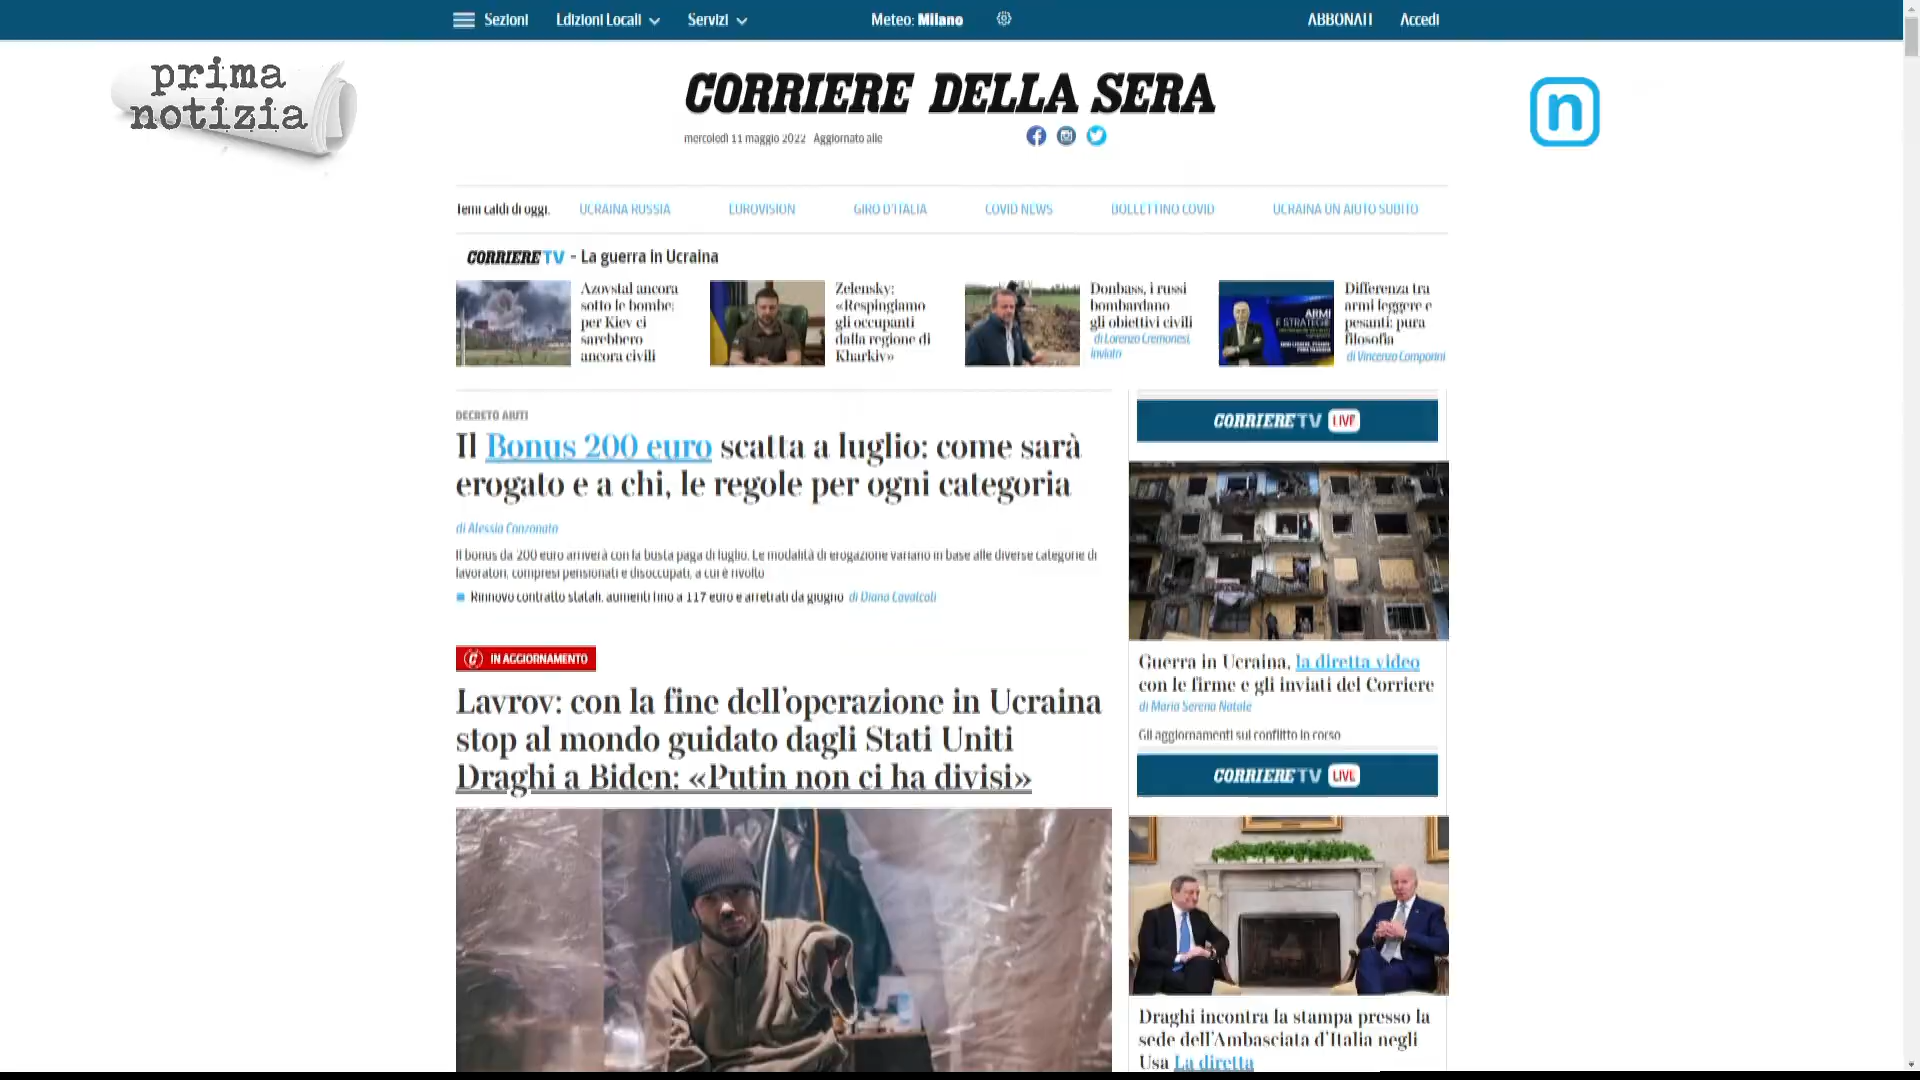 Sezioni Edizioni Locali Servizi Meteo: Milano ABBONATI Accedi
prima
notizia
CORRIERE DELLA SERA
n
mercoledì 11 maggio 2022 Aggiornato alle
Temi caldi di oggi: UCRAINA RUSSIA EUROVISION GIRO D'ITALIA COVID NEWS BOLLETTINO COVID UCRAINA UN AIUTO SUBITO
CORRIERE TV - La guerra in Ucraina
Azovstal ancora
sotto le bombe:
per Kiev ci
sarebbero
ancora civili
Zelensky:
«Respingiamo
gli occupanti
dalla regione di
Kharkiv»
Donbass, i russi
bombardano
gli obiettivi civili
di Lorenzo Cremonesi,
inviato
ARMI
E STRATEGIE
Differenza tra
armi leggere e
pesanti: pura
filosofia
di Vincenzo Camporini
DECRETO AIUTI
Il Bonus 200 euro scatta a luglio: come sarà
erogato e a chi, le regole per ogni categoria
di Alessia Conzonato
Il bonus da 200 euro arriverà con la busta paga di luglio. Le modalità di erogazione variano in base alle diverse categorie di
lavoratori, compresi pensionati e disoccupati, a cui è rivolto
Rinnovo contratto statali: aumenti fino a 117 euro e arretrati da giugno di Diana Cavalcoli
IN AGGIORNAMENTO
Lavrov: con la fine dell'operazione in Ucraina
stop al mondo guidato dagli Stati Uniti
Draghi a Biden: «Putin non ci ha divisi»
CORRIERE TV LIVE
Guerra in Ucraina, la diretta video
con le firme e gli inviati del Corriere
di Maria Serena Natale
Gli aggiornamenti sul conflitto in corso
CORRIERE TV LIVE
Draghi incontra la stampa presso la
sede dell'Ambasciata d'Italia negli
Usa La diretta